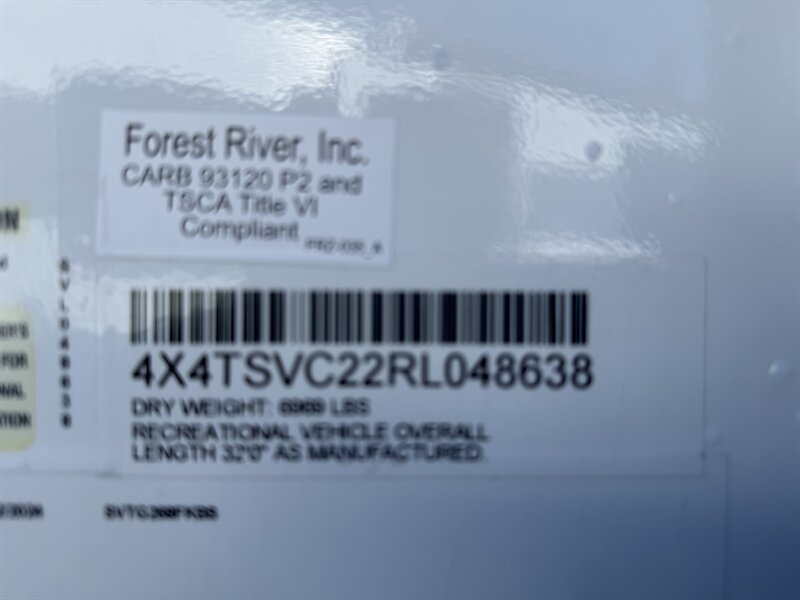 Forest River, Inc.
CARB 93120 P2 and
TSCA Title VI
Compliant
4X4TSVC22RL048638
DRY WEIGHT: 6969 LBS
RECREATIONAL VEHICLE OVERALL
LENGTH 32'0" AS MANUFACTURED.
FOR